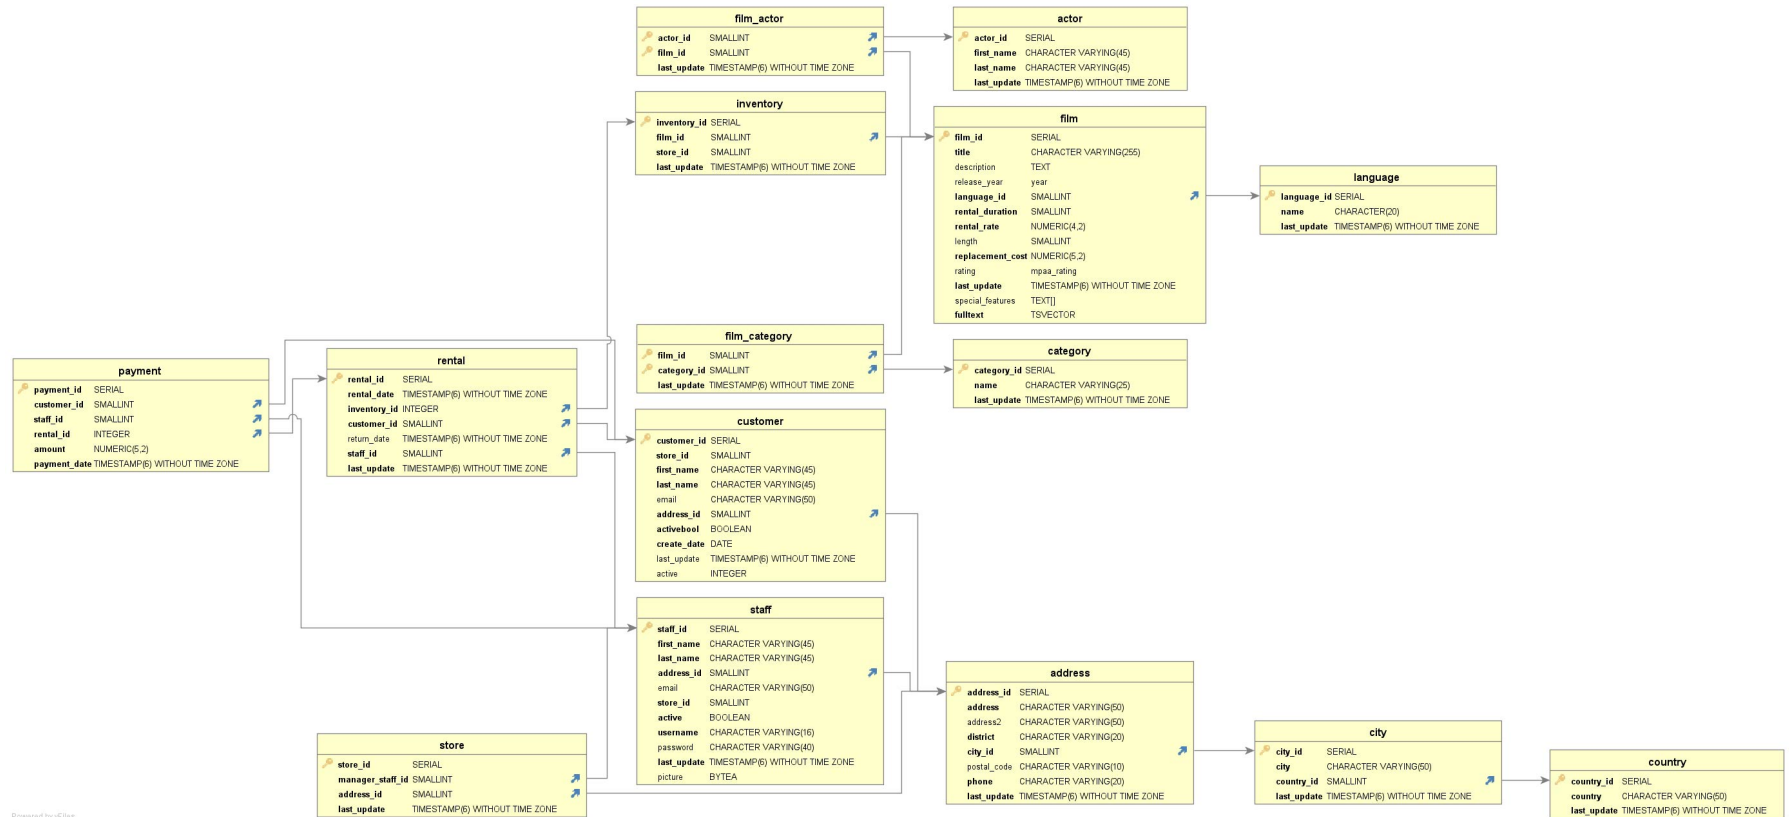 film_actor
actor_id SMALLINT
film_id SMALLINT
last_update TIMESTAMP(6) WITHOUT TIME ZONE
actor
actor_id SERIAL
first_name CHARACTER VARYING(45)
last_name CHARACTER VARYING(45)
last_update TIMESTAMP(6) WITHOUT TIME ZONE
inventory
inventory_id SERIAL
film_id SMALLINT
store_id SMALLINT
last_update TIMESTAMP(6) WITHOUT TIME ZONE
film
film_id SERIAL
title CHARACTER VARYING(255)
description TEXT
release_year year
language_id SMALLINT
rental_duration SMALLINT
rental_rate NUMERIC(4,2)
length SMALLINT
replacement_cost NUMERIC(5,2)
rating mpaa_rating
last_update TIMESTAMP(6) WITHOUT TIME ZONE
special_features TEXT[]
fulltext TSVECTOR
language
language_id SERIAL
name CHARACTER(20)
last_update TIMESTAMP(6) WITHOUT TIME ZONE
film_category
film_id SMALLINT
category_id SMALLINT
last_update TIMESTAMP(6) WITHOUT TIME ZONE
category
category_id SERIAL
name CHARACTER VARYING(25)
last_update TIMESTAMP(6) WITHOUT TIME ZONE
payment
payment_id SERIAL
customer_id SMALLINT
staff_id SMALLINT
rental_id INTEGER
amount NUMERIC(5,2)
payment_date TIMESTAMP(6) WITHOUT TIME ZONE
rental
rental_id SERIAL
rental_date TIMESTAMP(6) WITHOUT TIME ZONE
inventory_id INTEGER
customer_id SMALLINT
return_date TIMESTAMP(6) WITHOUT TIME ZONE
staff_id SMALLINT
last_update TIMESTAMP(6) WITHOUT TIME ZONE
customer
customer_id SERIAL
store_id SMALLINT
first_name CHARACTER VARYING(45)
last_name CHARACTER VARYING(45)
email CHARACTER VARYING(50)
address_id SMALLINT
activebool BOOLEAN
create_date DATE
last_update TIMESTAMP(6) WITHOUT TIME ZONE
active INTEGER
staff
staff_id SERIAL
first_name CHARACTER VARYING(45)
last_name CHARACTER VARYING(45)
address_id SMALLINT
email CHARACTER VARYING(50)
store_id SMALLINT
active BOOLEAN
username CHARACTER VARYING(16)
password CHARACTER VARYING(40)
last_update TIMESTAMP(6) WITHOUT TIME ZONE
picture BYTEA
store
store_id SERIAL
manager_staff_id SMALLINT
address_id SMALLINT
last_update TIMESTAMP(6) WITHOUT TIME ZONE
address
address_id SERIAL
address CHARACTER VARYING(50)
address2 CHARACTER VARYING(50)
district CHARACTER VARYING(20)
city_id SMALLINT
postal_code CHARACTER VARYING(10)
phone CHARACTER VARYING(20)
last_update TIMESTAMP(6) WITHOUT TIME ZONE
city
city_id SERIAL
city CHARACTER VARYING(50)
country_id SMALLINT
last_update TIMESTAMP(6) WITHOUT TIME ZONE
country
country_id SERIAL
country CHARACTER VARYING(50)
last_update TIMESTAMP(6) WITHOUT TIME ZONE